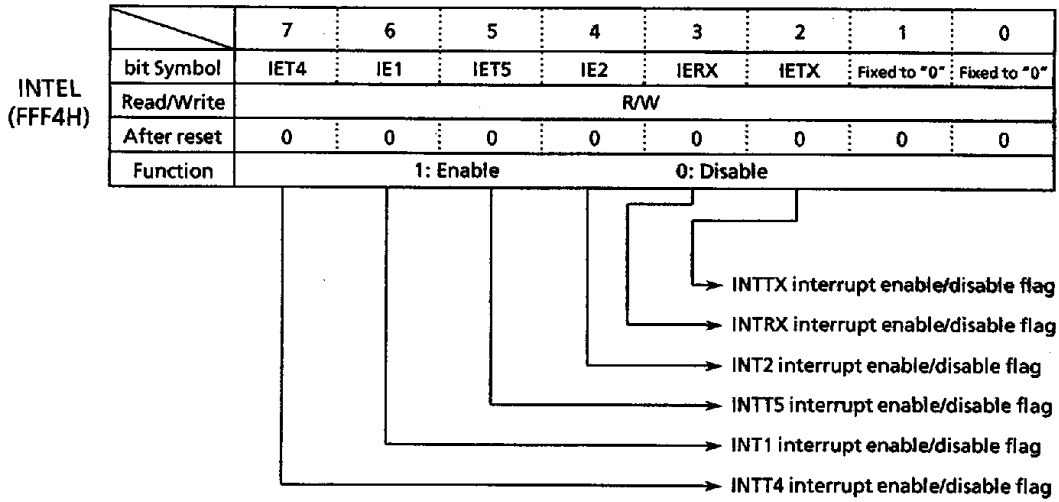 7 6 5 4 3 2 1 0
INTEL
(FFF4H)
bit Symbol IET4 IE1 IET5 IE2 IERX IETX Fixed to "0" Fixed to "0"
Read/Write R/W
After reset 0 0 0 0 0 0 0 0
Function 1: Enable 0: Disable
INTTX interrupt enable/disable flag
INTRX interrupt enable/disable flag
INT2 interrupt enable/disable flag
INTT5 interrupt enable/disable flag
INT1 interrupt enable/disable flag
INTT4 interrupt enable/disable flag